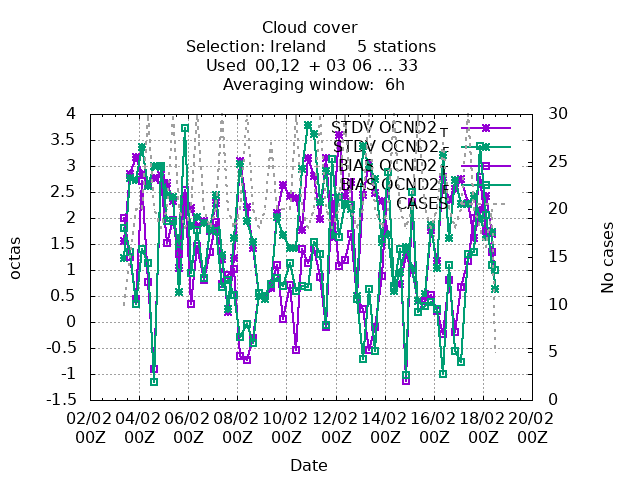 Cloud cover
Selection: Ireland 5 stations
Used 00,12 + 03 06 ... 33
Averaging window: 6h
4
3.5
3
2.5
2
1.5
1
0.5
0
-0.5
-1
-1.5
octas
30
25
20
15
10
5
0
No cases
STDV OCND2_T
STDV OCND2_F
BIAS OCND2_T
BIAS OCND2_F
CASES
02/02 04/02 06/02 08/02 10/02 12/02 14/02 16/02 18/02 20/02
00Z 00Z 00Z 00Z 00Z 00Z 00Z 00Z 00Z 00Z
Date